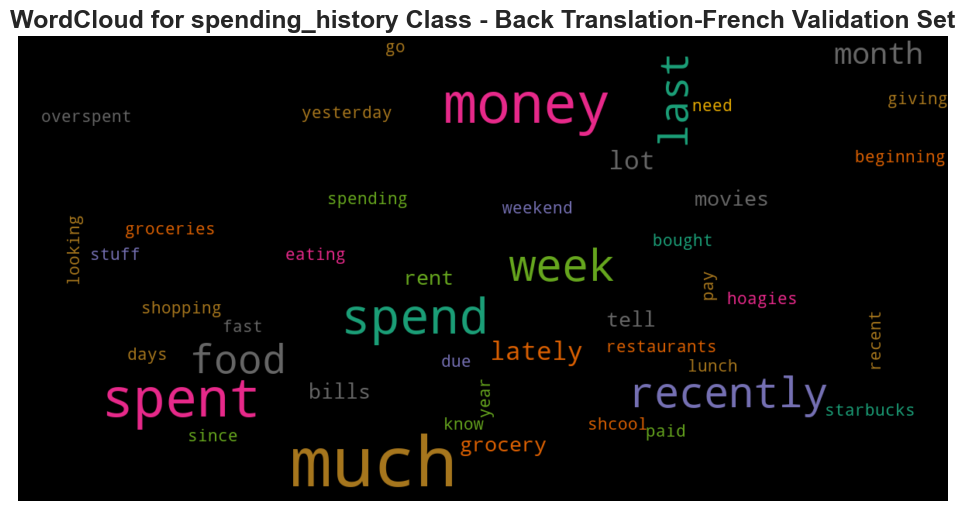 WordCloud for spending_history Class - Back Translation-French Validation Set
go
money
last
month
need
giving
overspent
yesterday
lot
beginning
spending
weekend
movies
looking
groceries
stuff
eating
bought
week
rent
pay
hoagies
shopping
fast
spend
tell
recent
days
food
due
lately
restaurants
lunch
spent
bills
year
recently
starbucks
since
know
shcool
paid
grocery
much